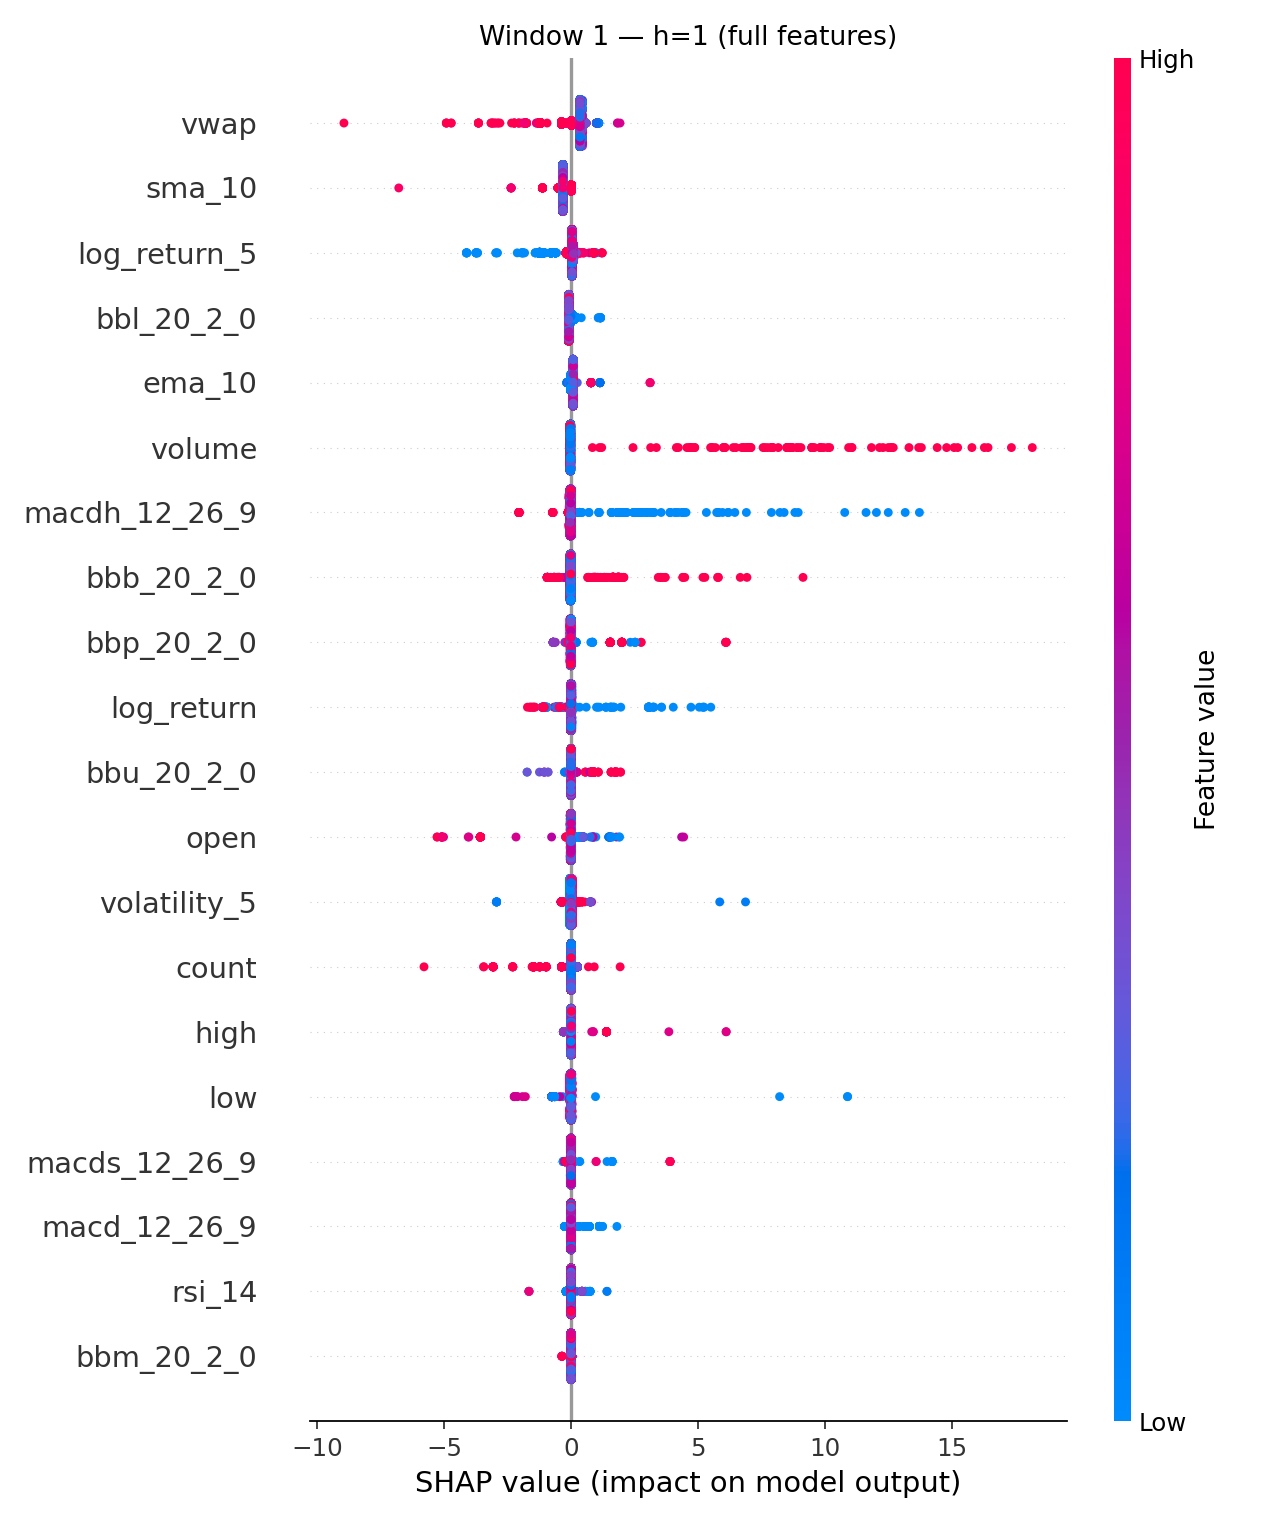 Window 1 — h=1 (full features)
High
vwap
sma_10
log_return_5
bbl_20_2_0
ema_10
volume
macdh_12_26_9
bbb_20_2_0
bbp_20_2_0
log_return
bbu_20_2_0
open
volatility_5
count
high
low
macds_12_26_9
macd_12_26_9
rsi_14
bbm_20_2_0
Feature value
Low
−10 −5 0 5 10 15
SHAP value (impact on model output)